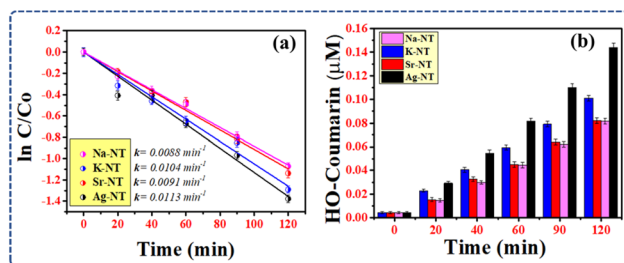 (a)
ln C/Co
0.0
-0.2
-0.4
-0.6
-0.8
-1.0
-1.2
-1.4
Na-NT k= 0.0088 min⁻¹
K-NT k= 0.0104 min⁻¹
Sr-NT k= 0.0091 min⁻¹
Ag-NT k= 0.0113 min⁻¹
0 20 40 60 80 100 120
Time (min)
(b)
HO-Coumarin (μM)
0.16
0.14
0.12
0.10
0.08
0.06
0.04
0.02
0.00
Na-NT
K-NT
Sr-NT
Ag-NT
0 20 40 60 90 120
Time (min)